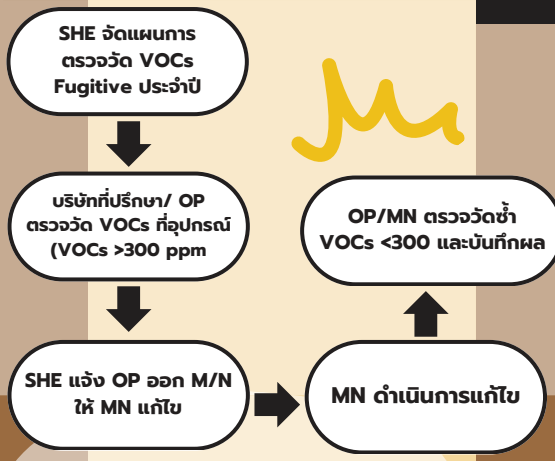 SHE จัดแผนการ
ตรวจวัด VOCs
Fugitive ประจำปี
บริษัทที่ปรึกษา/ OP
ตรวจวัด VOCs ที่อุปกรณ์
(VOCs >300 ppm
SHE แจ้ง OP ออก M/N
ให้ MN แก้ไข
MN ดำเนินการแก้ไข
OP/MN ตรวจวัดซ้ำ
VOCs <300 และบันทึกผล